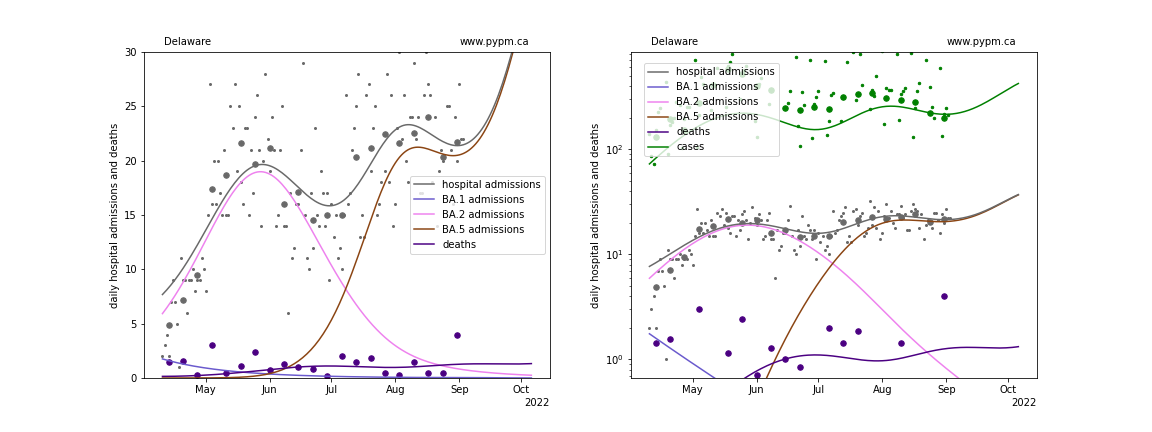 Delaware
www.pypm.ca
30
25
20
15
10
5
0
daily hospital admissions and deaths
hospital admissions
BA.1 admissions
BA.2 admissions
BA.5 admissions
deaths
May
Jun
Jul
Aug
Sep
Oct
2022
Delaware
www.pypm.ca
10²
10¹
10⁰
daily hospital admissions and deaths
hospital admissions
BA.1 admissions
BA.2 admissions
BA.5 admissions
deaths
cases
May
Jun
Jul
Aug
Sep
Oct
2022